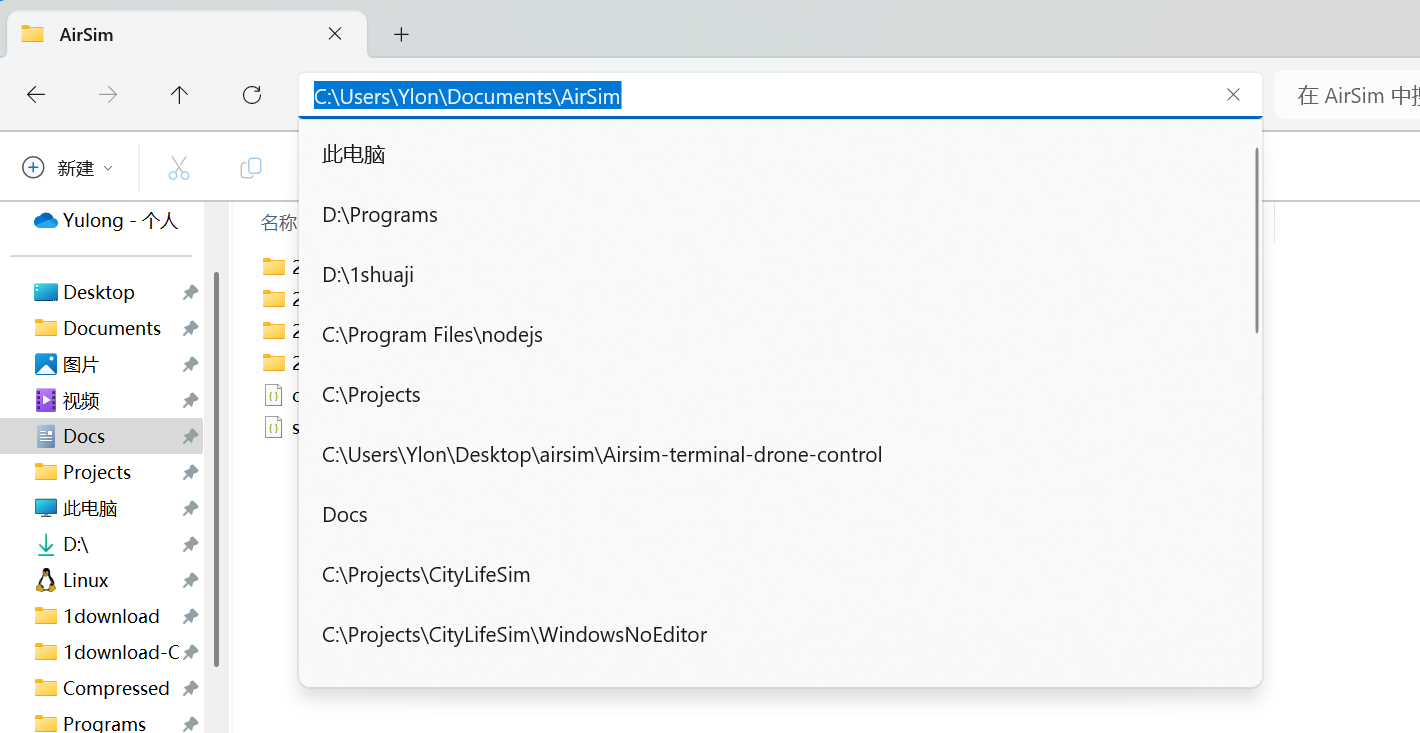 AirSim
C:\Users\Ylon\Documents\AirSim
在 AirSim 中
新建
此电脑
D:\Programs
D:\1shuaji
C:\Program Files\nodejs
C:\Projects
C:\Users\Ylon\Desktop\airsim\Airsim-terminal-drone-control
Docs
C:\Projects\CityLifeSim
C:\Projects\CityLifeSim\WindowsNoEditor
Yulong - 个人
Desktop
Documents
图片
视频
Docs
Projects
此电脑
D:\
Linux
1download
1download-C
Compressed
Programs
名称
2
2
2
2